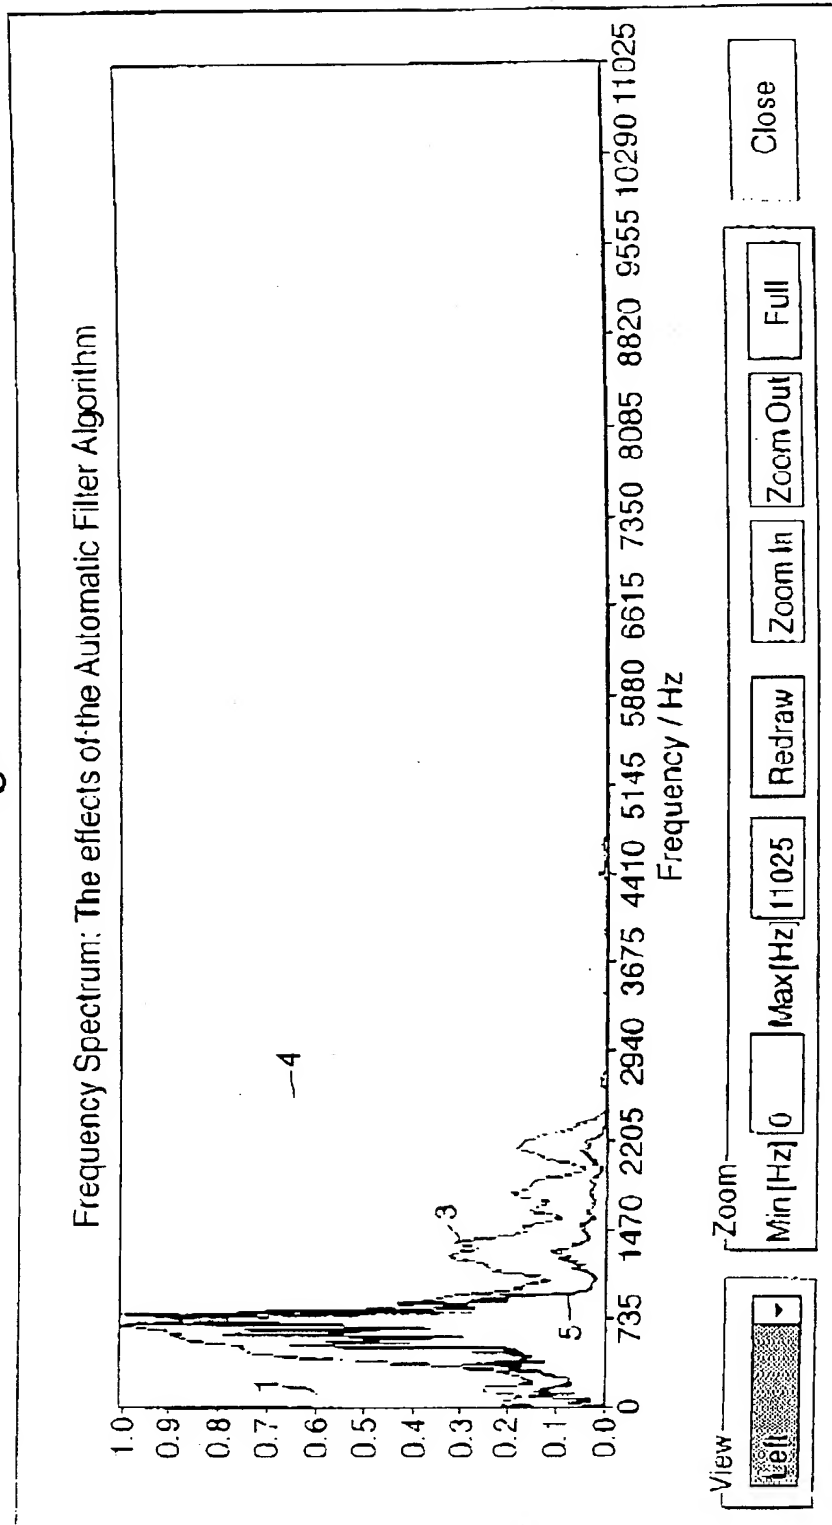 Frequency Spectrum: The effects of the Automatic Filter Algorithm
1.0
0.9
0.8
0.7
0.6
0.5
0.4
0.3
0.2
0.1
0.0
1
3
4
5
0 735 1470 2205 2940 3675 4410 5145 5880 6615 7350 8085 8820 9555 10290 11025
Frequency / Hz
View
Left
Zoom
Min [Hz] 0 Max [Hz] 11025 Redraw Zoom In Zoom Out Full
Close